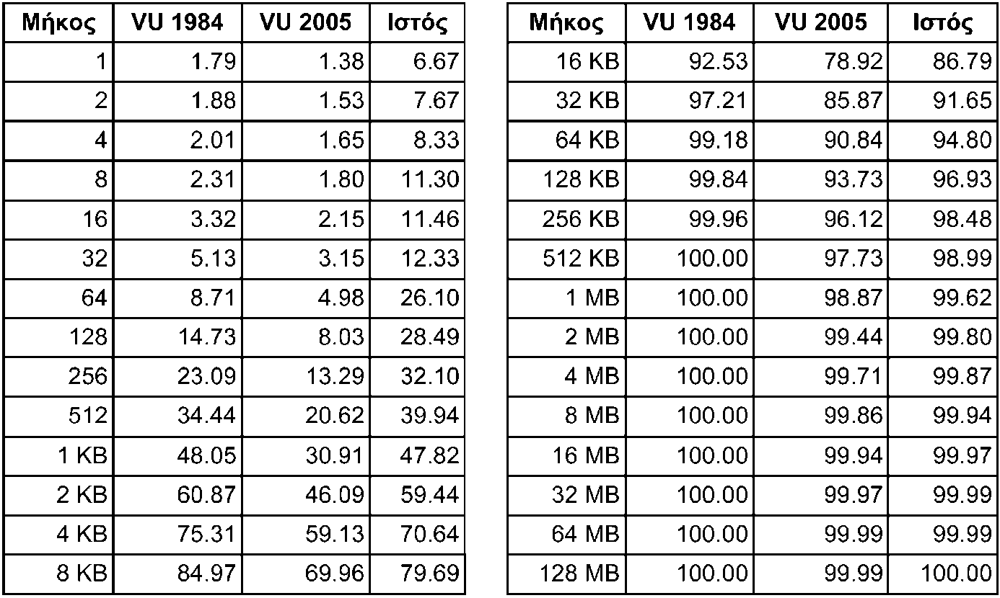 Μήκος VU 1984 VU 2005 Ιστός
1 1.79 1.38 6.67
2 1.88 1.53 7.67
4 2.01 1.65 8.33
8 2.31 1.80 11.30
16 3.32 2.15 11.46
32 5.13 3.15 12.33
64 8.71 4.98 26.10
128 14.73 8.03 28.49
256 23.09 13.29 32.10
512 34.44 20.62 39.94
1 KB 48.05 30.91 47.82
2 KB 60.87 46.09 59.44
4 KB 75.31 59.13 70.64
8 KB 84.97 69.96 79.69
Μήκος VU 1984 VU 2005 Ιστός
16 KB 92.53 78.92 86.79
32 KB 97.21 85.87 91.65
64 KB 99.18 90.84 94.80
128 KB 99.84 93.73 96.93
256 KB 99.96 96.12 98.48
512 KB 100.00 97.73 98.99
1 MB 100.00 98.87 99.62
2 MB 100.00 99.44 99.80
4 MB 100.00 99.71 99.87
8 MB 100.00 99.86 99.94
16 MB 100.00 99.94 99.97
32 MB 100.00 99.97 99.99
64 MB 100.00 99.99 99.99
128 MB 100.00 99.99 100.00